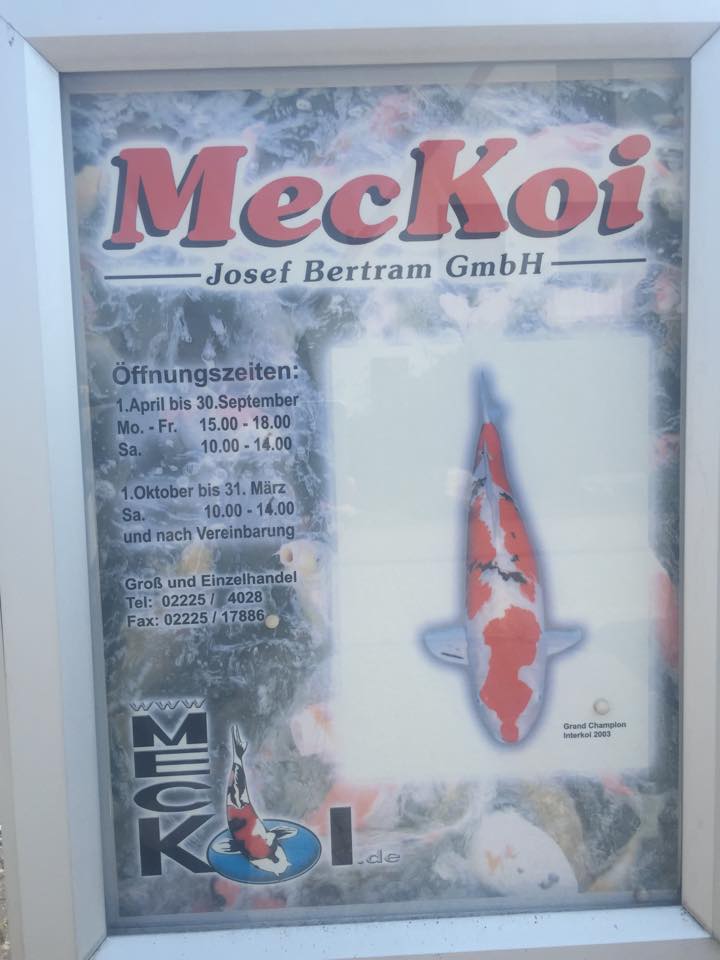 MecKoi
Josef Bertram GmbH
Öffnungszeiten:
1.April bis 30.September
Mo. - Fr. 15.00 - 18.00
Sa. 10.00 - 14.00
1.Oktober bis 31. März
Sa. 10.00 - 14.00
und nach Vereinbarung
Groß und Einzelhandel
Tel: 02225 / 4028
Fax: 02225 / 17886
Grand Champion
Interkoi 2003
www
MECKOI.de